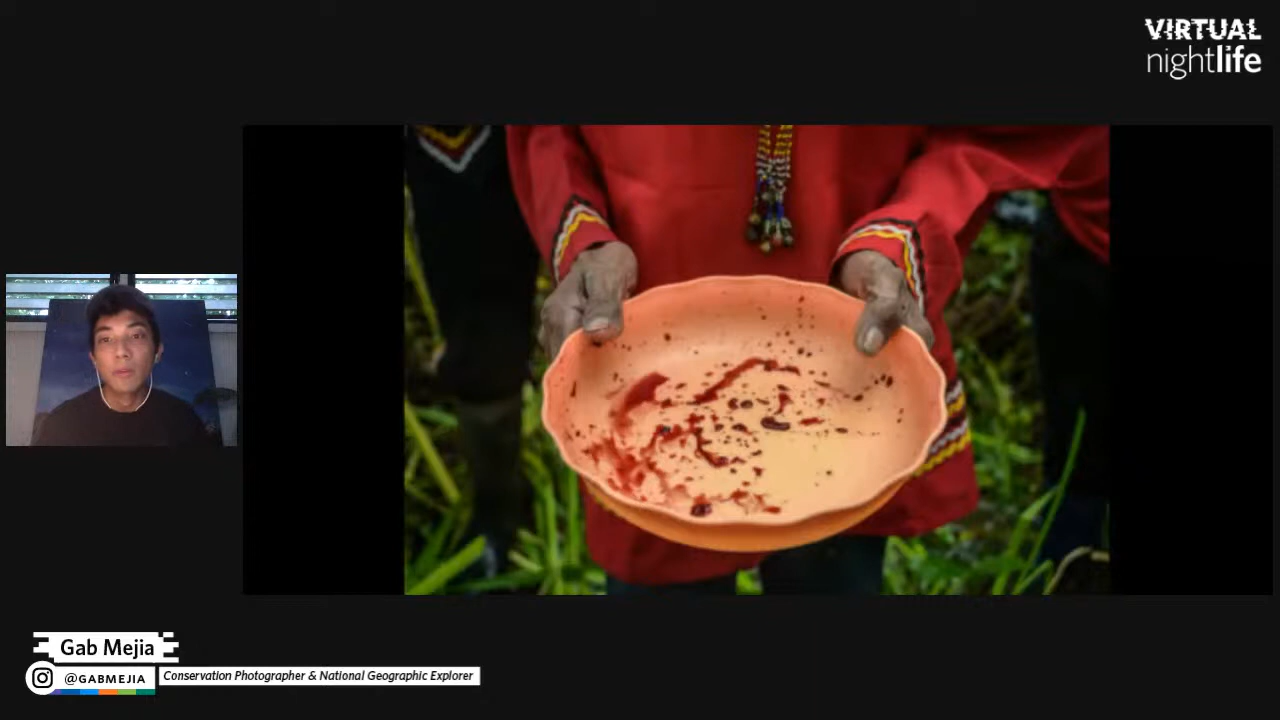 VIRTUAL
nightlife
Gab Mejia
@GABMEJIA
Conservation Photographer & National Geographic Explorer